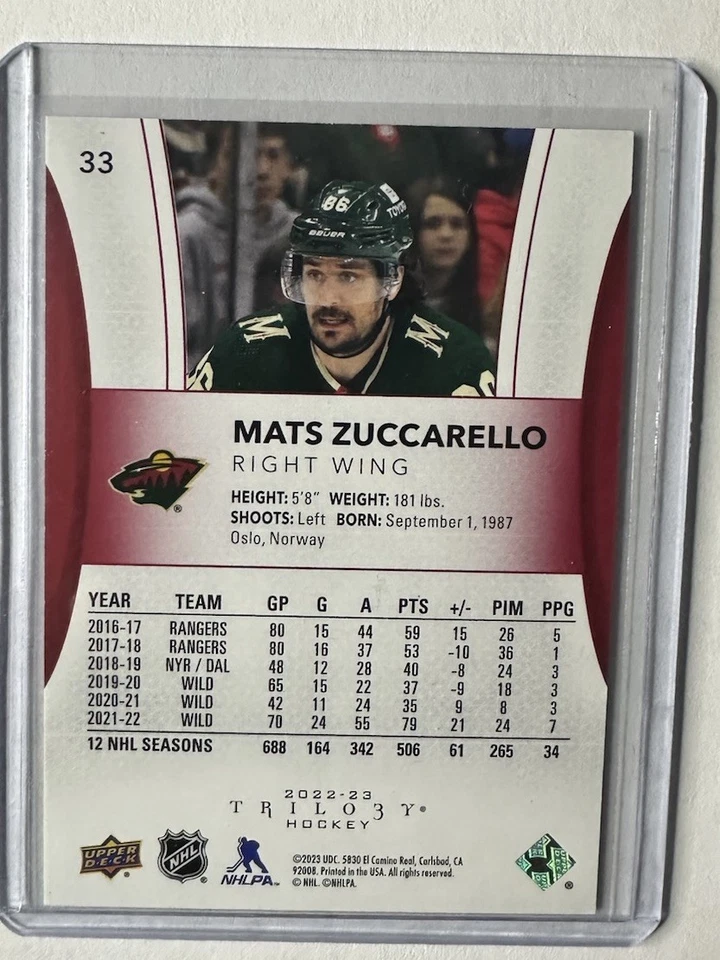 33
86
TOYOTA
BAUER
M M
86
MATS ZUCCARELLO
RIGHT WING
HEIGHT: 5'8" WEIGHT: 181 lbs.
SHOOTS: Left BORN: September 1, 1987
Oslo, Norway
®
YEAR TEAM GP G A PTS +/- PIM PPG
2016-17 RANGERS 80 15 44 59 15 26 5
2017-18 RANGERS 80 16 37 53 -10 36 1
2018-19 NYR / DAL 48 12 28 40 -8 24 3
2019-20 WILD 65 15 22 37 -9 18 3
2020-21 WILD 42 11 24 35 9 8 3
2021-22 WILD 70 24 55 79 21 24 7
12 NHL SEASONS 688 164 342 506 61 265 34
2022-23
TRILO3Y®
HOCKEY
UPPER DECK
NHL ®
NHLPA
©2023 UDC. 5830 El Camino Real, Carlsbad, CA
92008. Printed in the USA. All rights reserved.
© NHL. ©NHLPA.
®